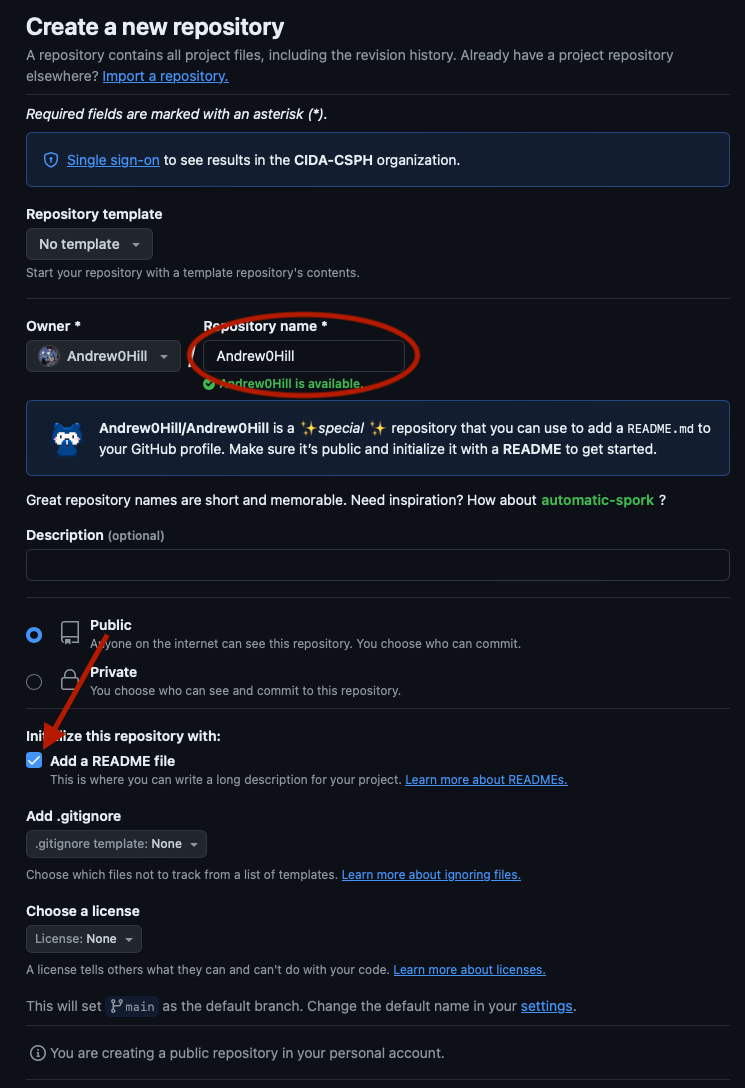 Create a new repository
A repository contains all project files, including the revision history. Already have a project repository
elsewhere? Import a repository.
Required fields are marked with an asterisk (*).
Single sign-on to see results in the CIDA-CSPH organization.
Repository template
No template
Start your repository with a template repository's contents.
Owner *
Repository name *
Andrew0Hill
/
Andrew0Hill
Andrew0Hill is available.
Andrew0Hill/Andrew0Hill is a ✨special ✨ repository that you can use to add a README.md to
your GitHub profile. Make sure it's public and initialize it with a README to get started.
Great repository names are short and memorable. Need inspiration? How about automatic-spork ?
Description (optional)
Public
Anyone on the internet can see this repository. You choose who can commit.
Private
You choose who can see and commit to this repository.
Initialize this repository with:
Add a README file
This is where you can write a long description for your project. Learn more about READMEs.
Add .gitignore
.gitignore template: None
Choose which files not to track from a list of templates. Learn more about ignoring files.
Choose a license
License: None
A license tells others what they can and can't do with your code. Learn more about licenses.
This will set main as the default branch. Change the default name in your settings.
You are creating a public repository in your personal account.